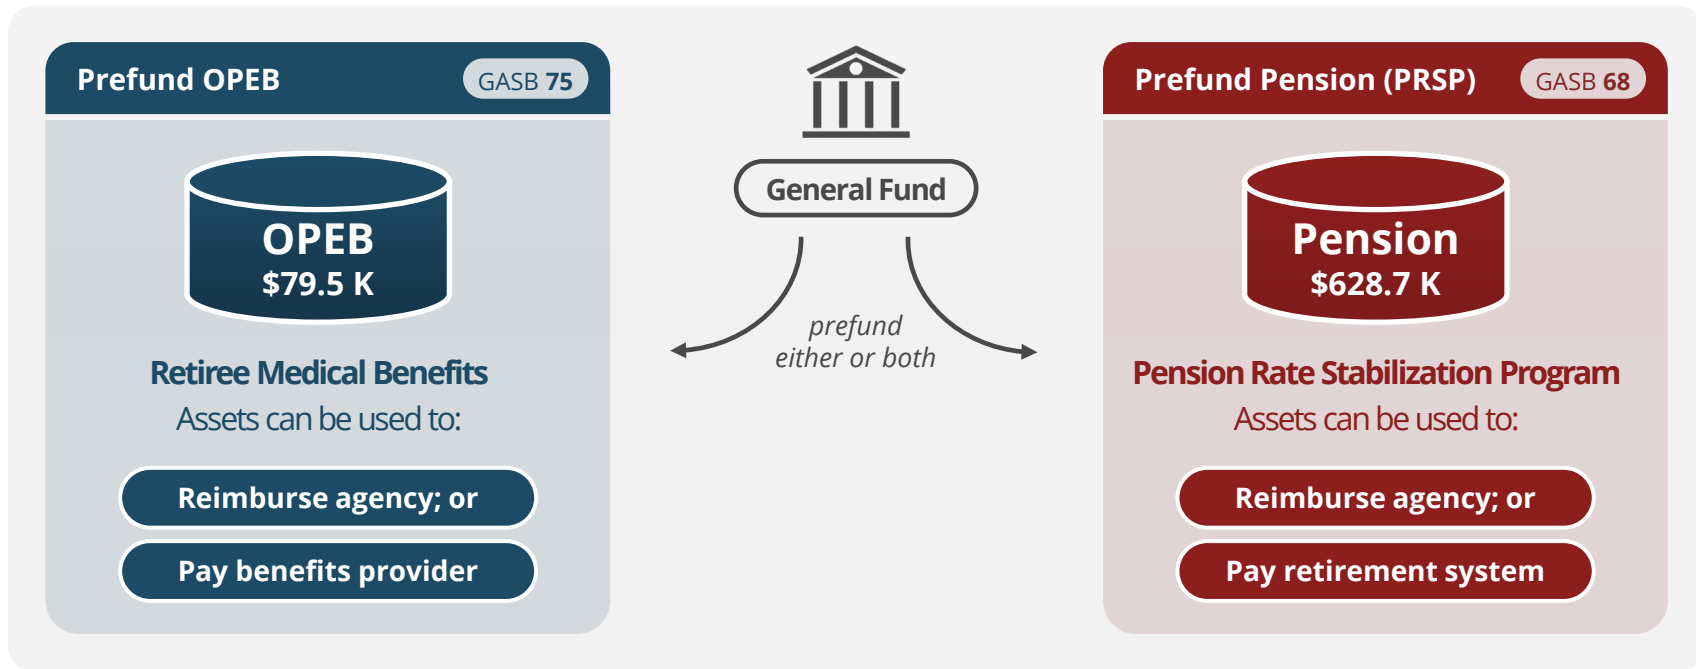 Prefund OPEB
GASB 75
OPEB
$79.5 K
Retiree Medical Benefits
Assets can be used to:
Reimburse agency; or
Pay benefits provider
General Fund
prefund
either or both
Prefund Pension (PRSP)
GASB 68
Pension
$628.7 K
Pension Rate Stabilization Program
Assets can be used to:
Reimburse agency; or
Pay retirement system